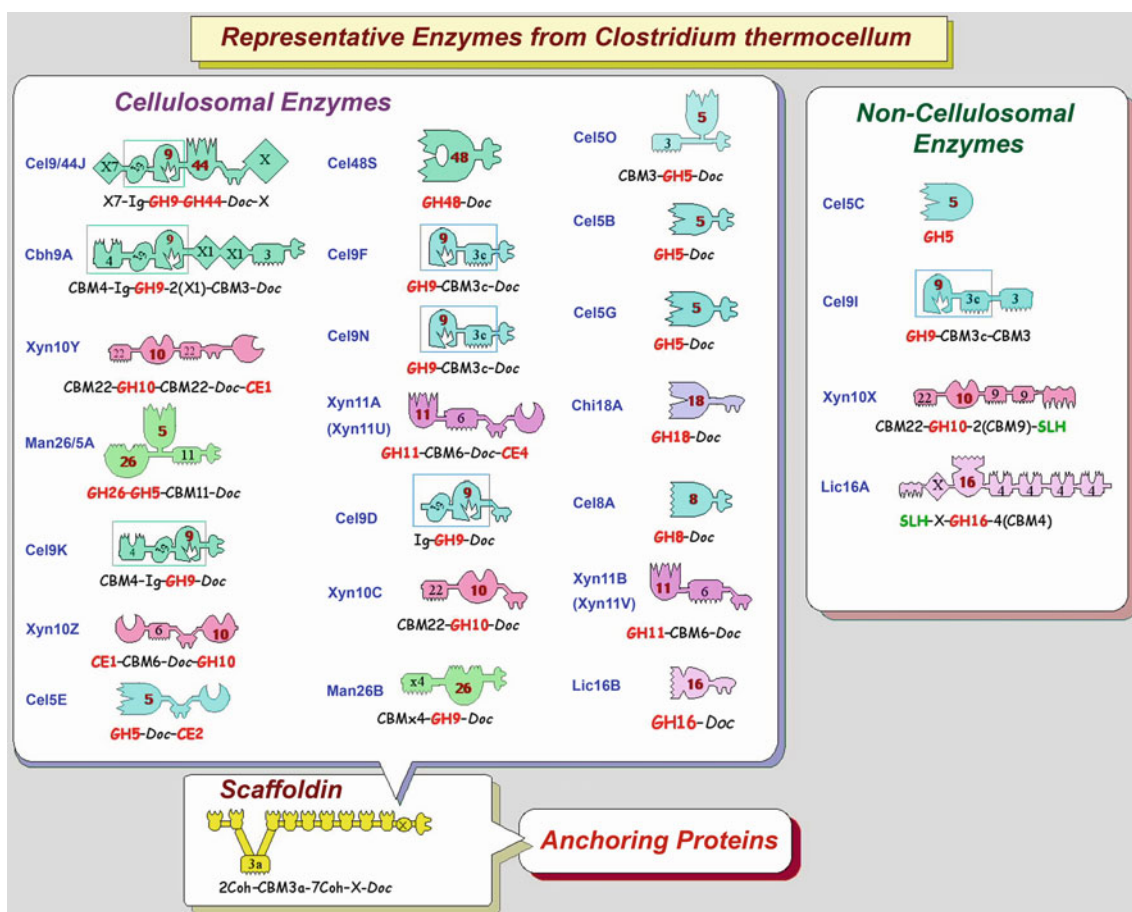 Representative Enzymes from Clostridium thermocellum
Cellulosomal Enzymes
Cel9/44J
X7 9 44 X
X7-Ig-GH9-GH44-Doc-X
Cbh9A
4 9 X1 X1 3
CBM4-Ig-GH9-2(X1)-CBM3-Doc
Xyn10Y
22 10 22
CBM22-GH10-CBM22-Doc-CE1
Man26/5A
5
26 11
GH26-GH5-CBM11-Doc
Cel9K
4 9
CBM4-Ig-GH9-Doc
Xyn10Z
6 10
CE1-CBM6-Doc-GH10
Cel5E
5
GH5-Doc-CE2
Cel48S
48
GH48-Doc
Cel9F
9 3c
GH9-CBM3c-Doc
Cel9N
9 3c
GH9-CBM3c-Doc
Xyn11A
(Xyn11U)
11 6
GH11-CBM6-Doc-CE4
Cel9D
9
Ig-GH9-Doc
Xyn10C
22 10
CBM22-GH10-Doc
Man26B
x4 26
CBMx4-GH9-Doc
Cel5O
5
3
CBM3-GH5-Doc
Cel5B
5
GH5-Doc
Cel5G
5
GH5-Doc
Chi18A
18
GH18-Doc
Cel8A
8
GH8-Doc
Xyn11B
(Xyn11V)
11 6
GH11-CBM6-Doc
Lic16B
16
GH16-Doc
Non-Cellulosomal
Enzymes
Cel5C
5
GH5
Cel9I
9 3c 3
GH9-CBM3c-CBM3
Xyn10X
22 10 9 9
CBM22-GH10-2(CBM9)-SLH
Lic16A
X 16 4 4 4 4
SLH-X-GH16-4(CBM4)
Scaffoldin
X
3a
2Coh-CBM3a-7Coh-X-Doc
Anchoring Proteins